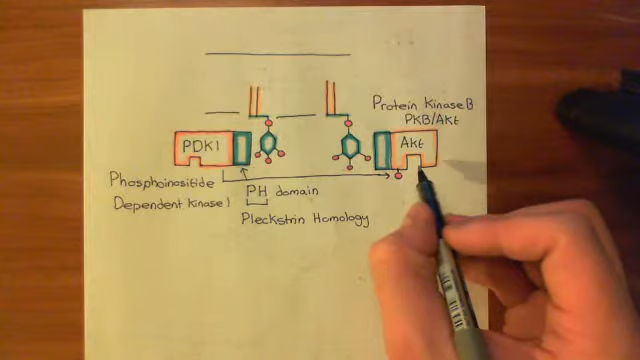 Protein Kinase B
PKB/Akt
PDK1
Akt
Phosphoinositide
Dependent kinase 1
PH domain
Pleckstrin Homology